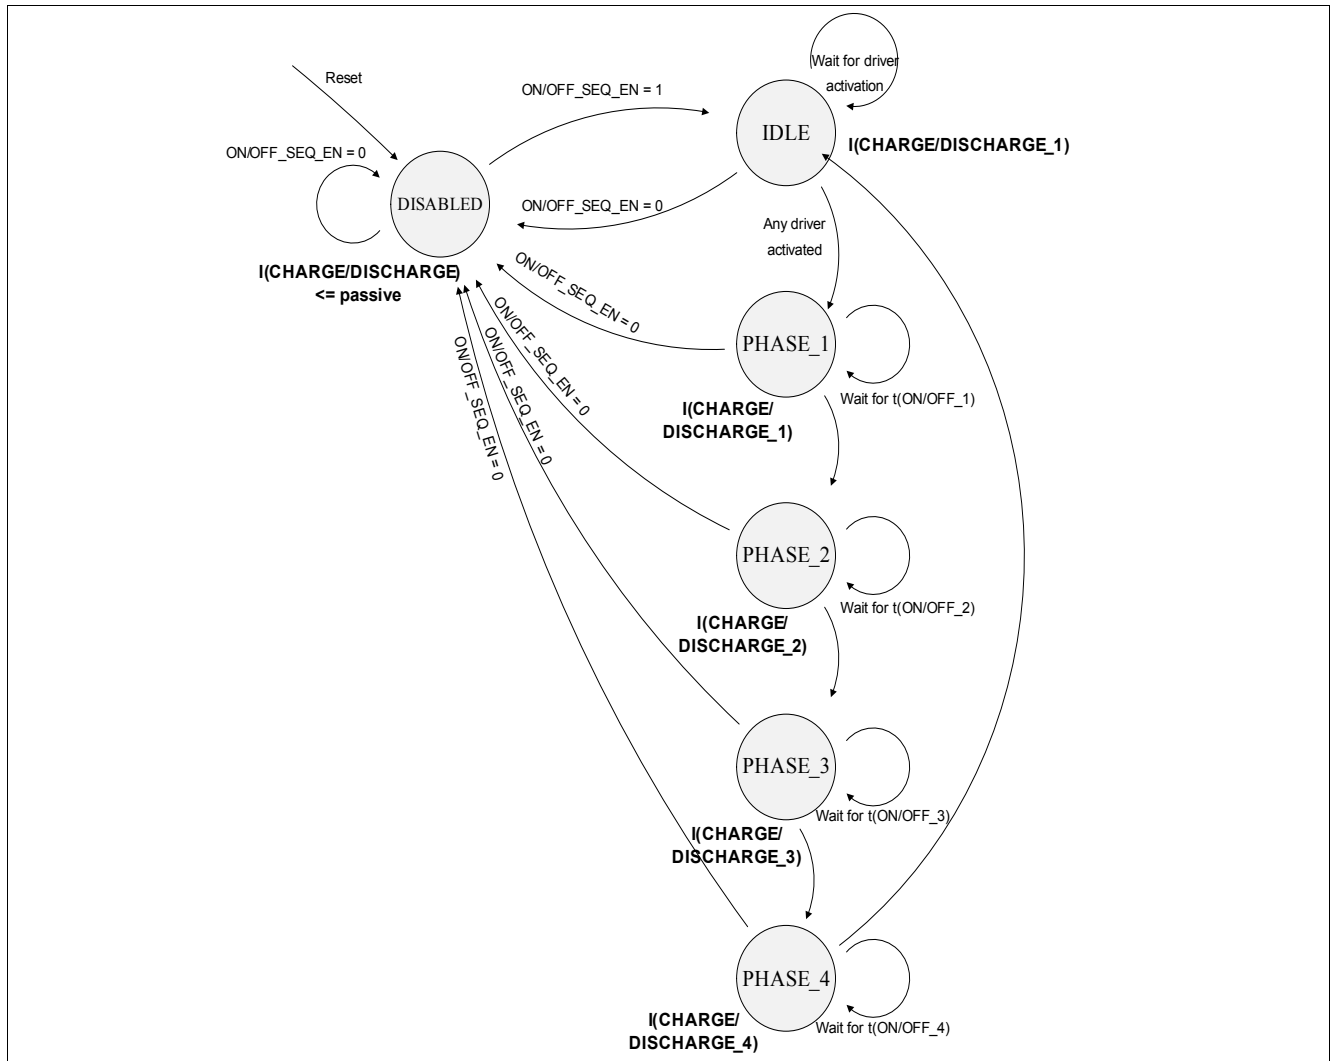 Wait for driver
activation
Reset
ON/OFF_SEQ_EN = 1
IDLE
I(CHARGE/DISCHARGE_1)
ON/OFF_SEQ_EN = 0
DISABLED
ON/OFF_SEQ_EN = 0
Any driver
activated
I(CHARGE/DISCHARGE)
<= passive
ON/OFF_SEQ_EN = 0
ON/OFF_SEQ_EN = 0
ON/OFF_SEQ_EN = 0
ON/OFF_SEQ_EN = 0
PHASE_1
Wait for t(ON/OFF_1)
I(CHARGE/
DISCHARGE_1)
PHASE_2
Wait for t(ON/OFF_2)
I(CHARGE/
DISCHARGE_2)
PHASE_3
Wait for t(ON/OFF_3)
I(CHARGE/
DISCHARGE_3)
PHASE_4
Wait for t(ON/OFF_4)
I(CHARGE/
DISCHARGE_4)